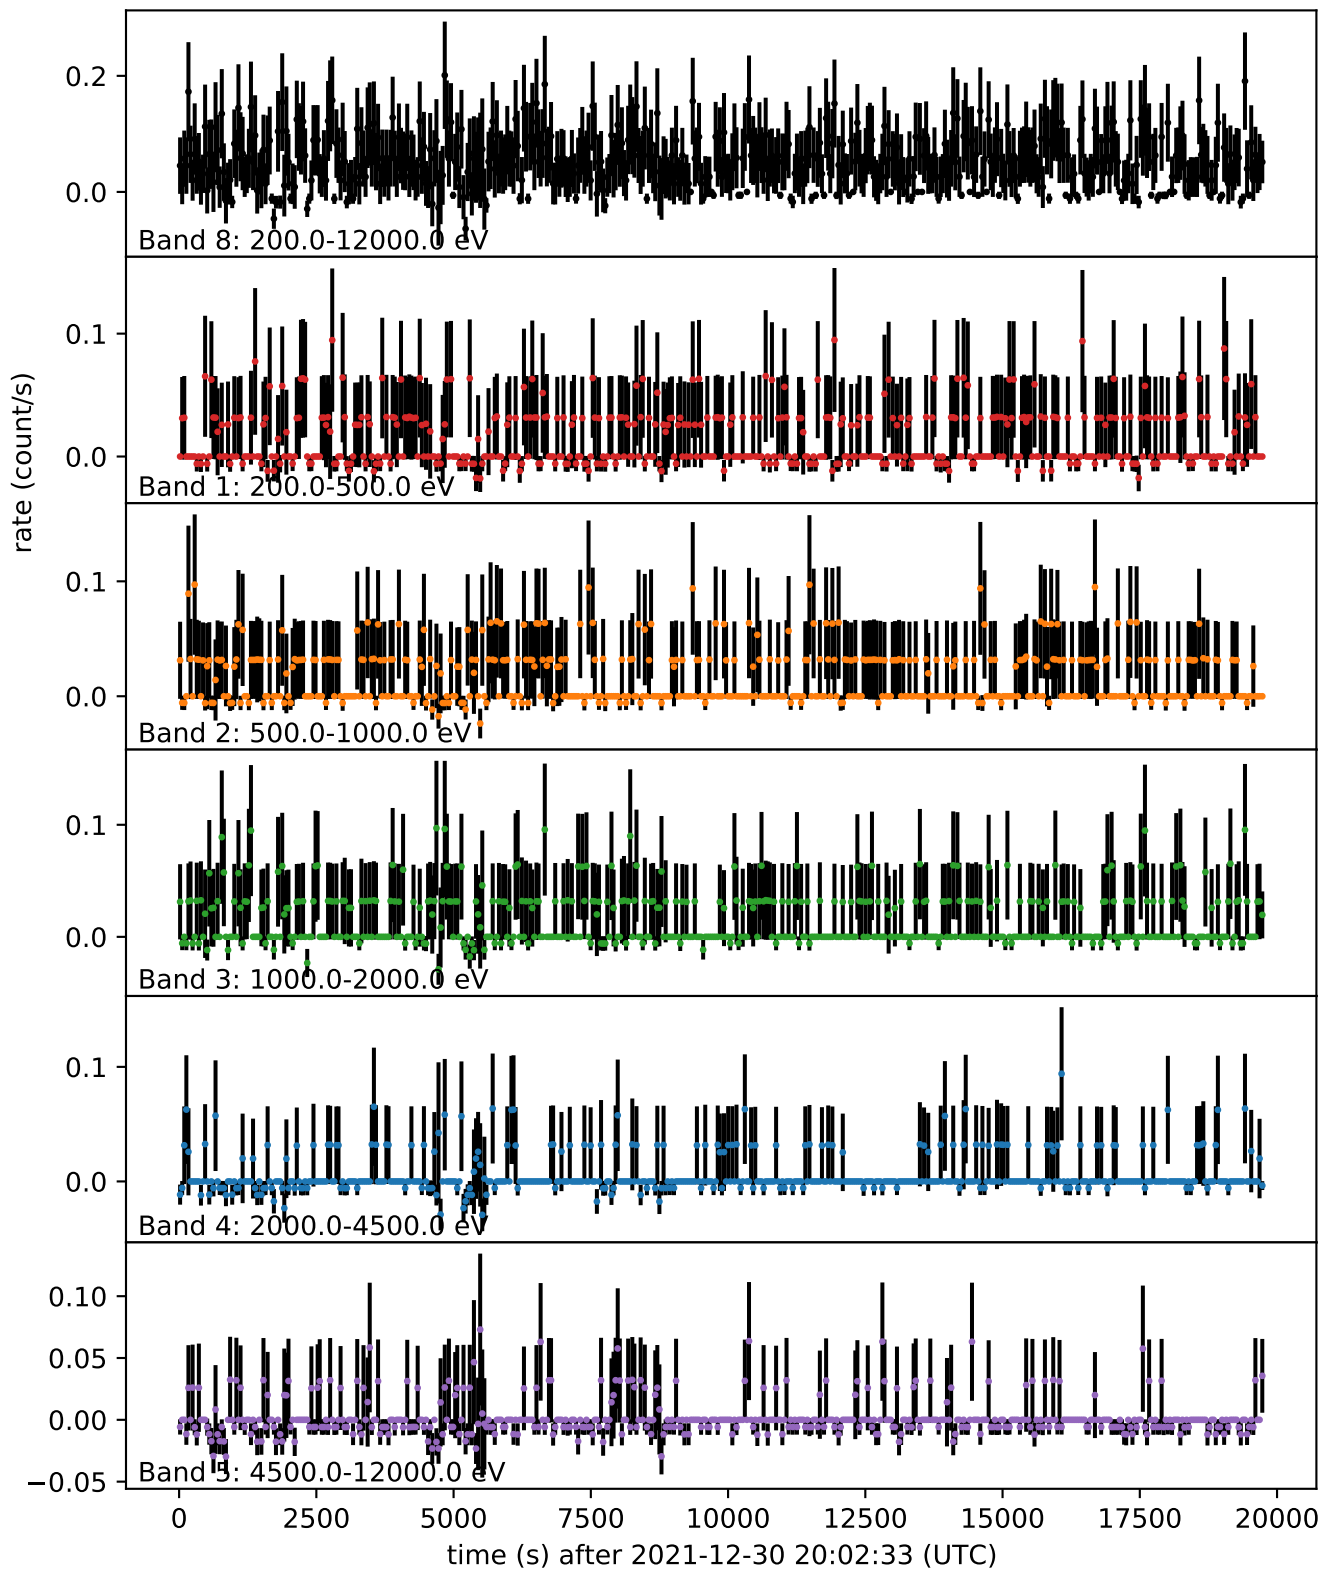 0.2
0.0
Band 8: 200.0-12000.0 eV
0.1
0.0
Band 1: 200.0-500.0 eV
rate (count/s)
0.1
0.0
Band 2: 500.0-1000.0 eV
0.1
0.0
Band 3: 1000.0-2000.0 eV
0.1
0.0
Band 4: 2000.0-4500.0 eV
0.10
0.05
0.00
−0.05
Band 5: 4500.0-12000.0 eV
0 2500 5000 7500 10000 12500 15000 17500 20000
time (s) after 2021-12-30 20:02:33 (UTC)